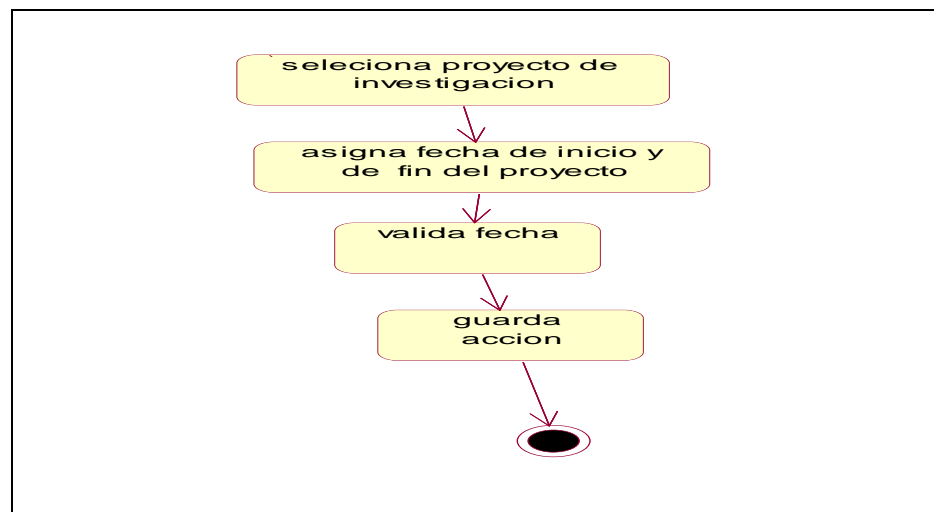 seleciona proyecto de
investigacion
asigna fecha de inicio y
de fin del proyecto
valida fecha
guarda
accion